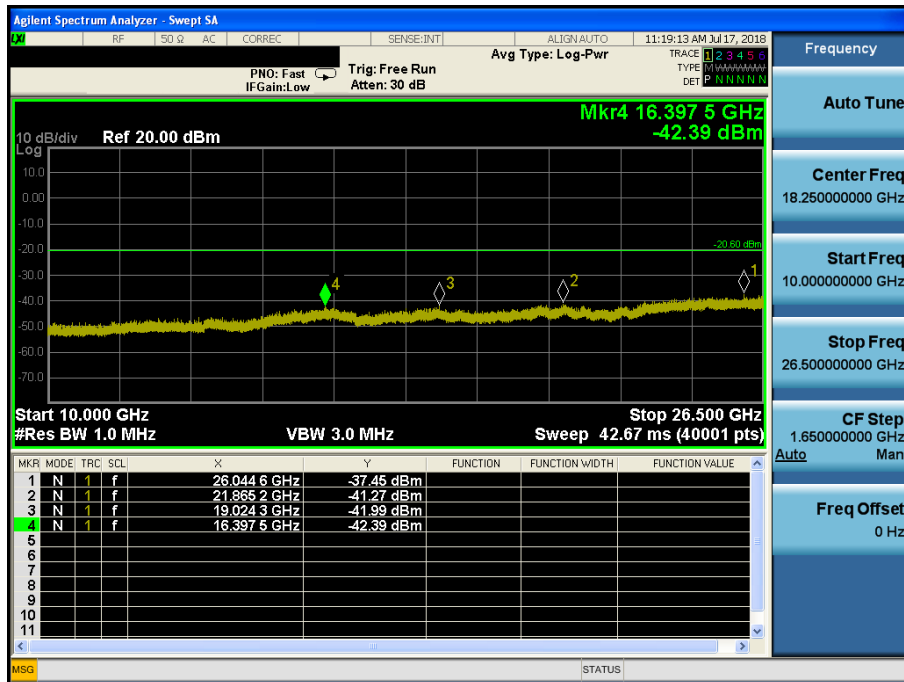 Agilent Spectrum Analyzer - Swept SA
LXI RF 50 Ω AC CORREC SENSE:INT ALIGNAUTO 11:19:13 AM Jul 17, 2018
Frequency
Avg Type: Log-Pwr
TRACE 1 2 3 4 5 6
PNO: Fast Trig: Free Run
TYPE M WWWWW
IFGain:Low Atten: 30 dB
DET P N N N N N
Auto Tune
Mkr4 16.397 5 GHz
-42.39 dBm
10 dB/div Ref 20.00 dBm
Log
10.0
0.00
-10.0
-20.0
-30.0
-40.0
-50.0
-60.0
-70.0
-20.60 dBm
4
3
2
1
Center Freq
18.250000000 GHz
Start Freq
10.000000000 GHz
Stop Freq
26.500000000 GHz
CF Step
1.650000000 GHz
Auto Man
Freq Offset
0 Hz
Start 10.000 GHz Stop 26.500 GHz
#Res BW 1.0 MHz VBW 3.0 MHz Sweep 42.67 ms (40001 pts)
MKR MODE TRC SCL X Y FUNCTION FUNCTION WIDTH FUNCTION VALUE
1 N 1 f 26.044 6 GHz -37.45 dBm
2 N 1 f 21.865 2 GHz -41.27 dBm
3 N 1 f 19.024 3 GHz -41.99 dBm
4 N 1 f 16.397 5 GHz -42.39 dBm
5
6
7
8
9
10
11
MSG STATUS